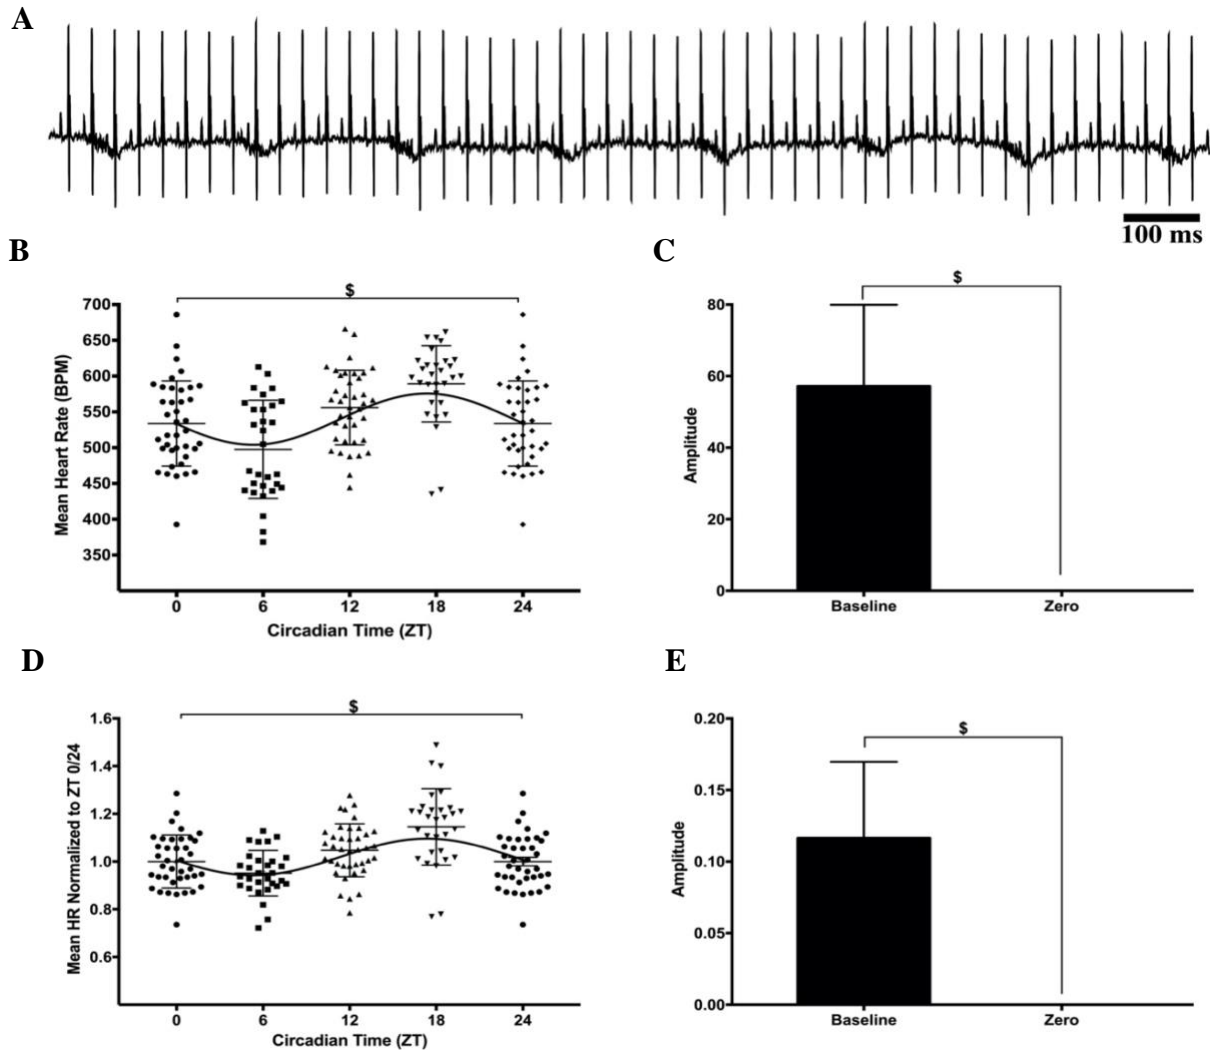 A
100 ms
B
$
700
650
600
550
500
450
400
350
Mean Heart Rate (BPM)
0 6 12 18 24
Circadian Time (ZT)
C
$
80
60
40
20
0
Amplitude
Baseline Zero
D
$
1.6
1.4
1.2
1.0
0.8
0.6
Mean HR Normalized to ZT 0/24
0 6 12 18 24
Circadian Time (ZT)
E
$
0.20
0.15
0.10
0.05
0.00
Amplitude
Baseline Zero